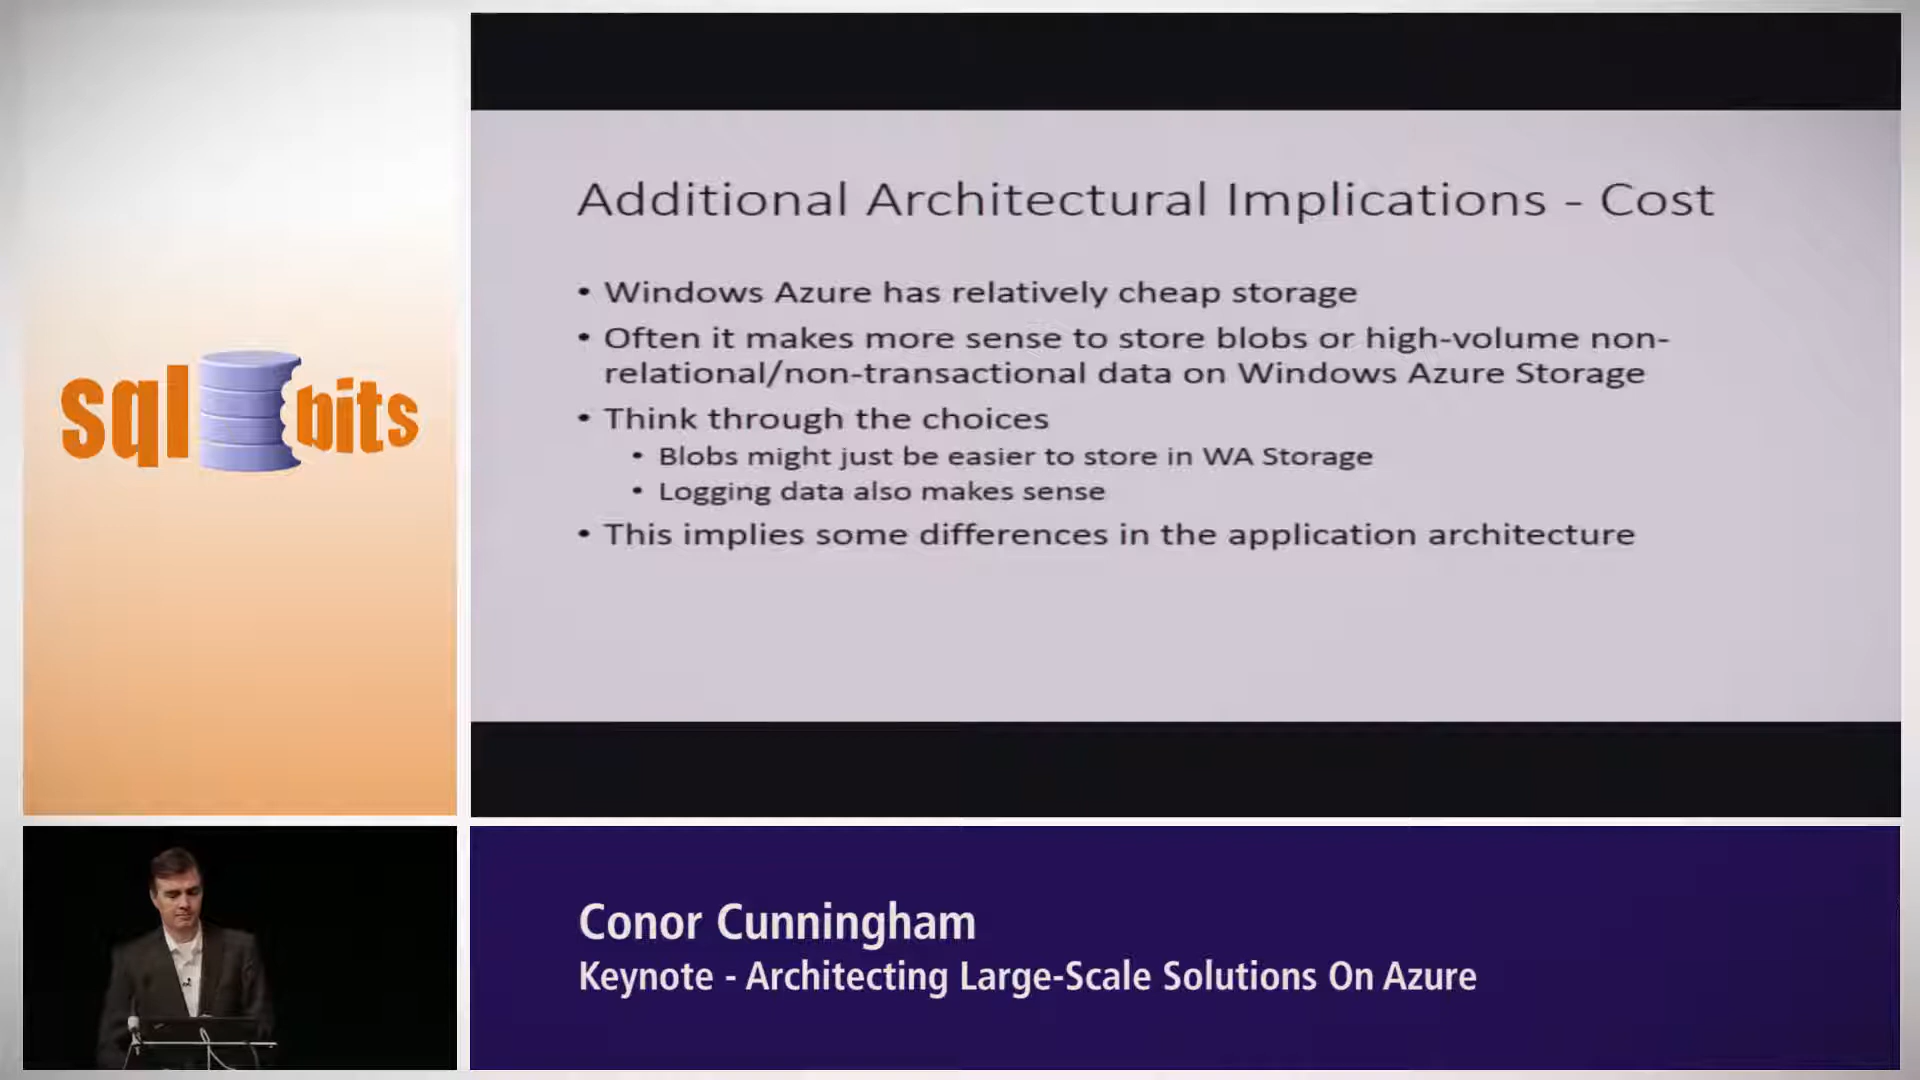 sql bits
Additional Architectural Implications - Cost
• Windows Azure has relatively cheap storage
• Often it makes more sense to store blobs or high-volume non-
relational/non-transactional data on Windows Azure Storage
• Think through the choices
• Blobs might just be easier to store in WA Storage
• Logging data also makes sense
• This implies some differences in the application architecture
Conor Cunningham
Keynote - Architecting Large-Scale Solutions On Azure